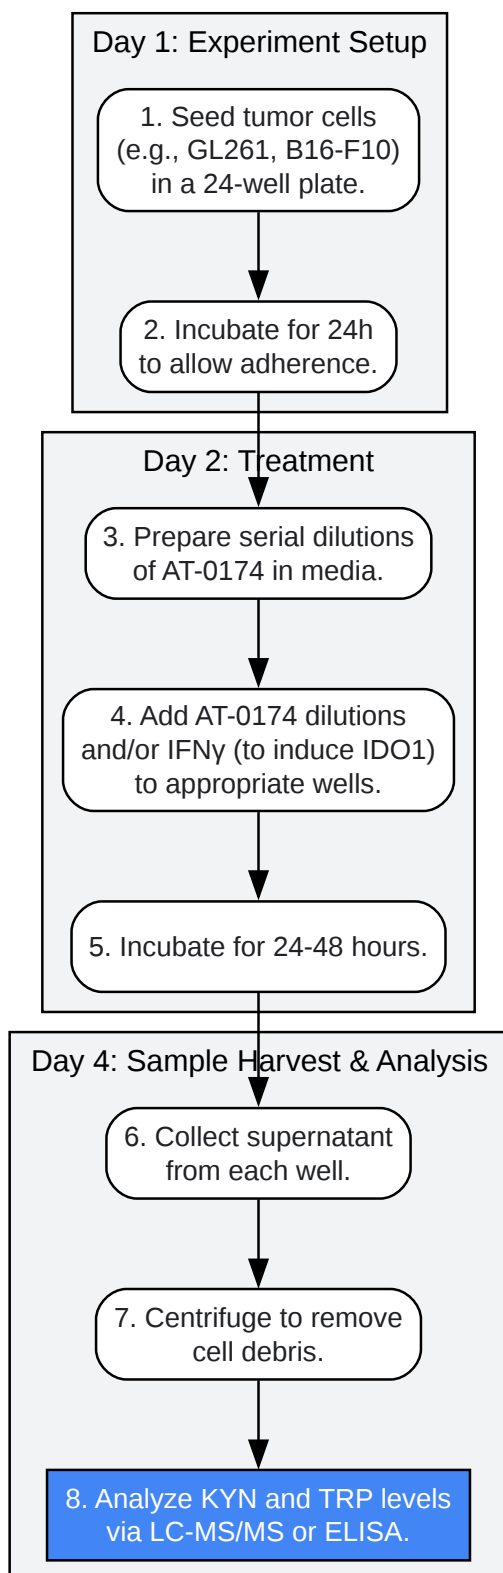 Day 1: Experiment Setup
1. Seed tumor cells
(e.g., GL261, B16-F10)
in a 24-well plate.
2. Incubate for 24h
to allow adherence.
Day 2: Treatment
3. Prepare serial dilutions
of AT-0174 in media.
4. Add AT-0174 dilutions
and/or IFNγ (to induce IDO1)
to appropriate wells.
5. Incubate for 24-48 hours.
Day 4: Sample Harvest & Analysis
6. Collect supernatant
from each well.
7. Centrifuge to remove
cell debris.
8. Analyze KYN and TRP levels
via LC-MS/MS or ELISA.